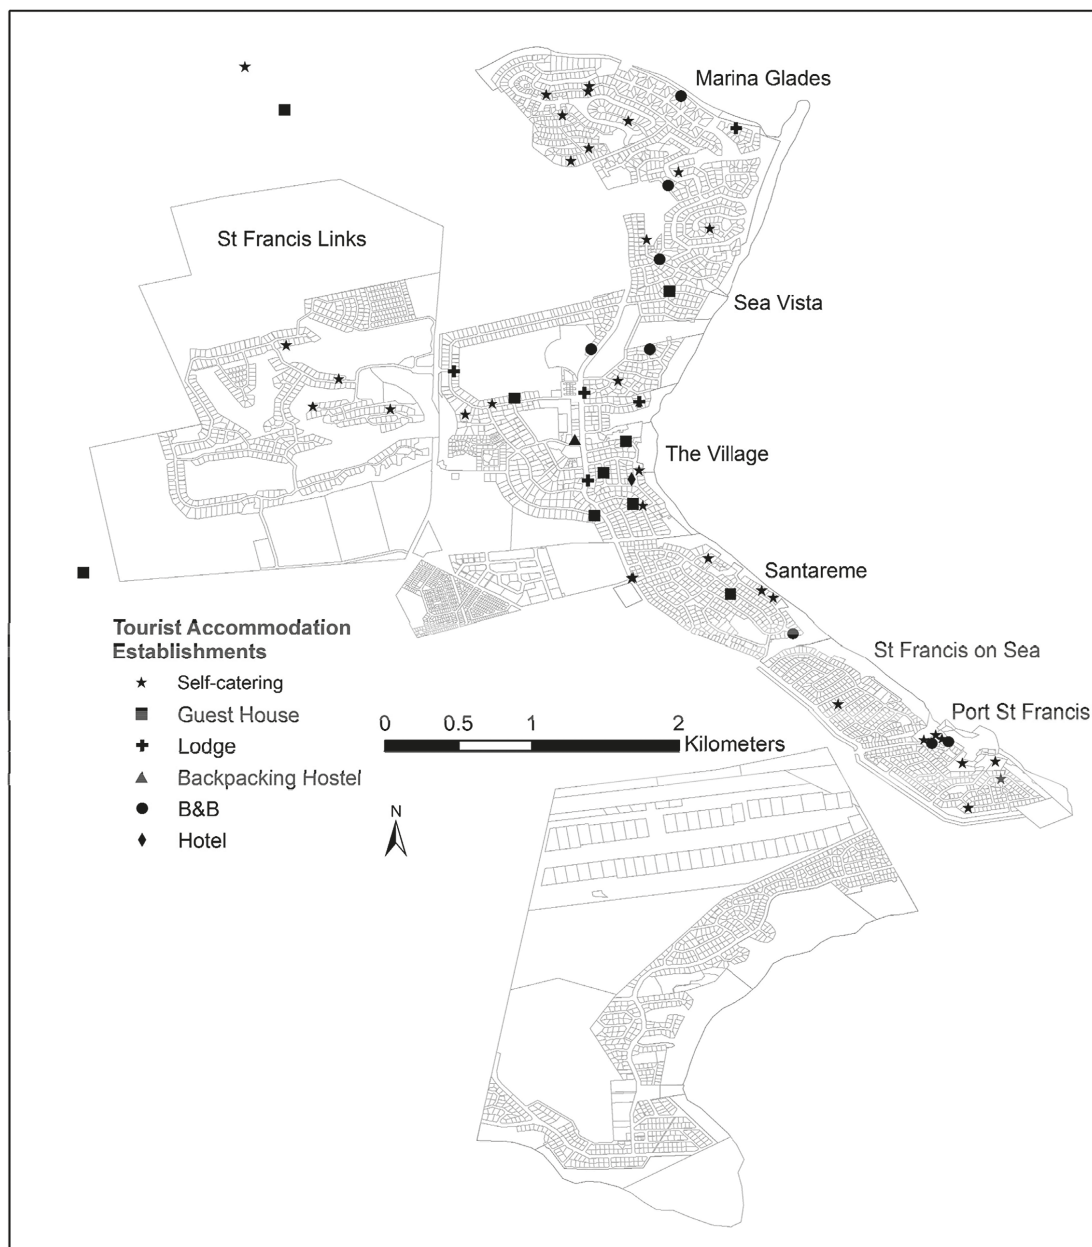 Marina Glades
St Francis Links
Sea Vista
The Village
Santareme
Tourist Accommodation
Establishments
St Francis on Sea
Self-catering
Port St Francis
Guest House
0 0.5 1 2
Kilometers
Lodge
Backpacking Hostel
B&B
N
Hotel